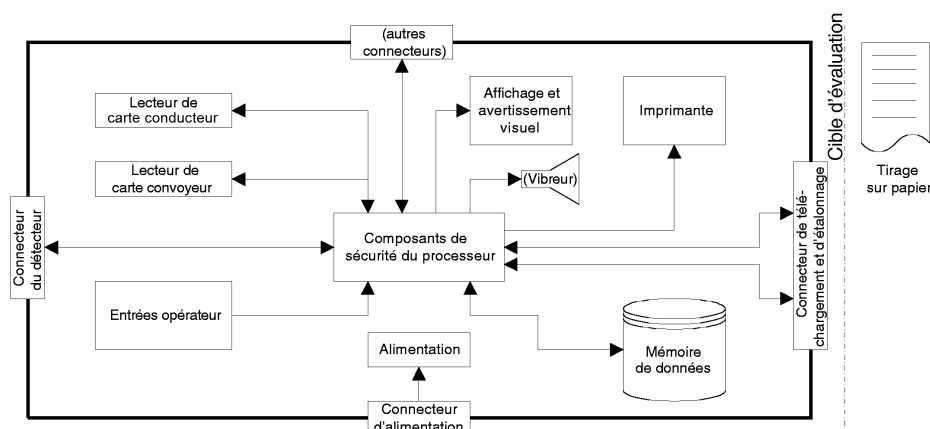 (autres
connecteurs)
Cible d'évaluation
Lecteur de
carte conducteur
Affichage et
avertissement
visuel
Imprimante
Tirage
sur papier
Lecteur de
carte convoyeur
(Vibreur)
Connecteur
du détecteur
Composants de
sécurité du processeur
Connecteur de télé-
chargement et d'étalonnage
Entrées opérateur
Alimentation
Mémoire
de données
Connecteur
d'alimentation